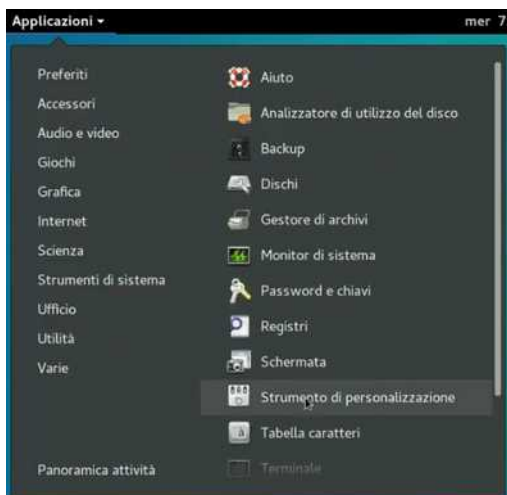 Applicazioni
mer 7
Preferiti
Accessori
Audio e video
Giochi
Grafica
Internet
Scienza
Strumenti di sistema
Ufficio
Utilità
Varie
Panoramica attività
Aiuto
Analizzatore di utilizzo del disco
Backup
Dischi
Gestore di archivi
Monitor di sistema
Password e chiavi
Registri
Schermata
Strumento di personalizzazione
Tabella caratteri
Terminale